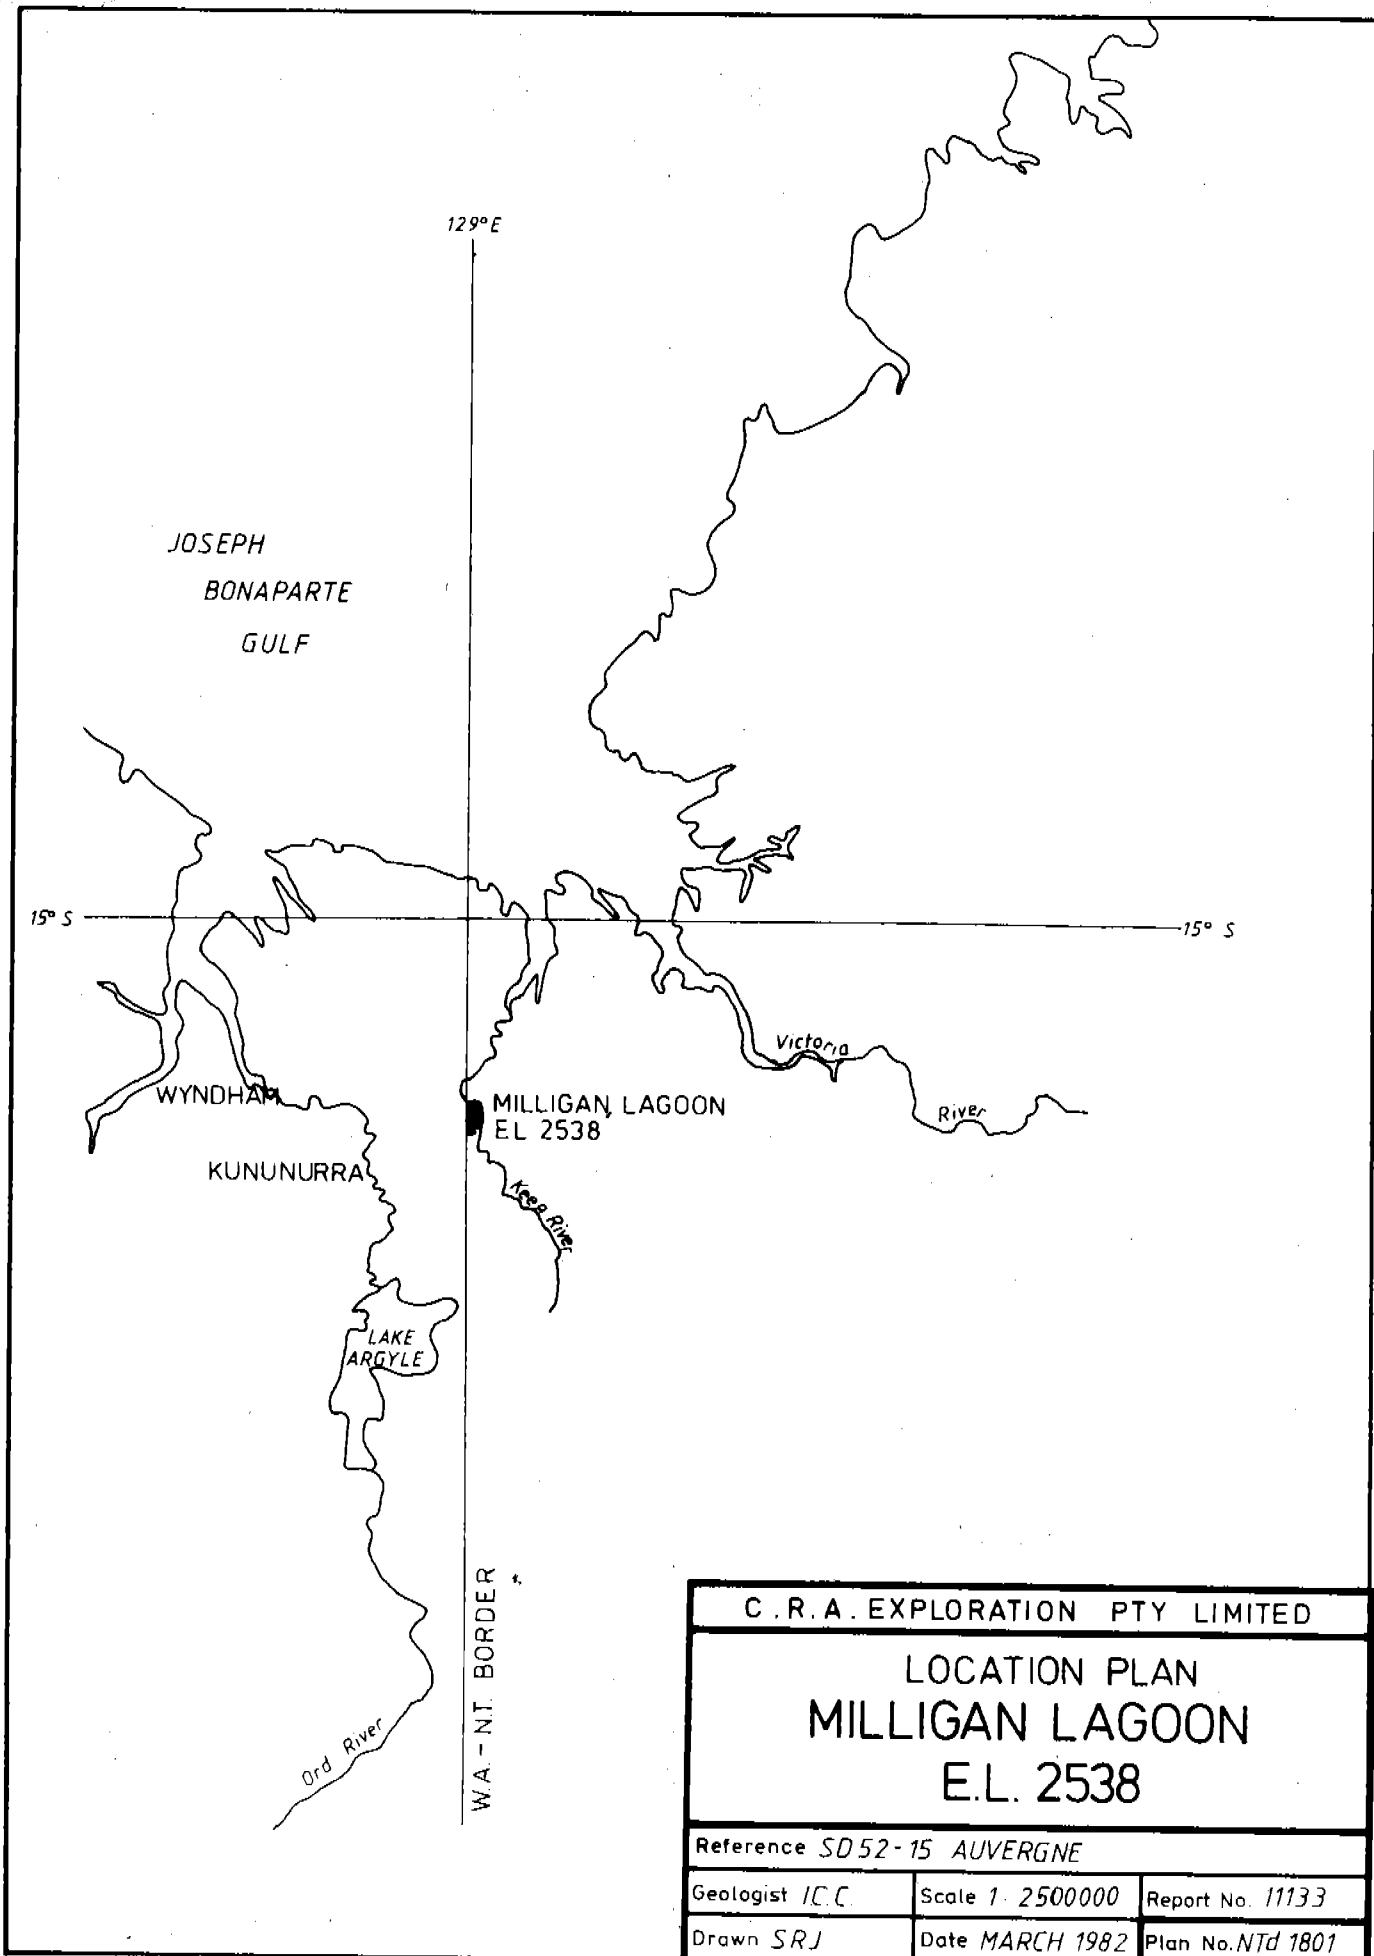 129°E
JOSEPH
BONAPARTE
GULF
15° S
15° S
Victoria
River
WYNDHAM
MILLIGAN LAGOON
EL 2538
KUNUNURRA
Keep River
LAKE
ARGYLE
W.A.-N.T. BORDER
Ord River
C.R.A. EXPLORATION PTY LIMITED
LOCATION PLAN
MILLIGAN LAGOON
E.L. 2538
Reference SD 52-15 AUVERGNE
Geologist I.C.C. Scale 1:2500000 Report No. 11133
Drawn SRJ Date MARCH 1982 Plan No. NTd 1801